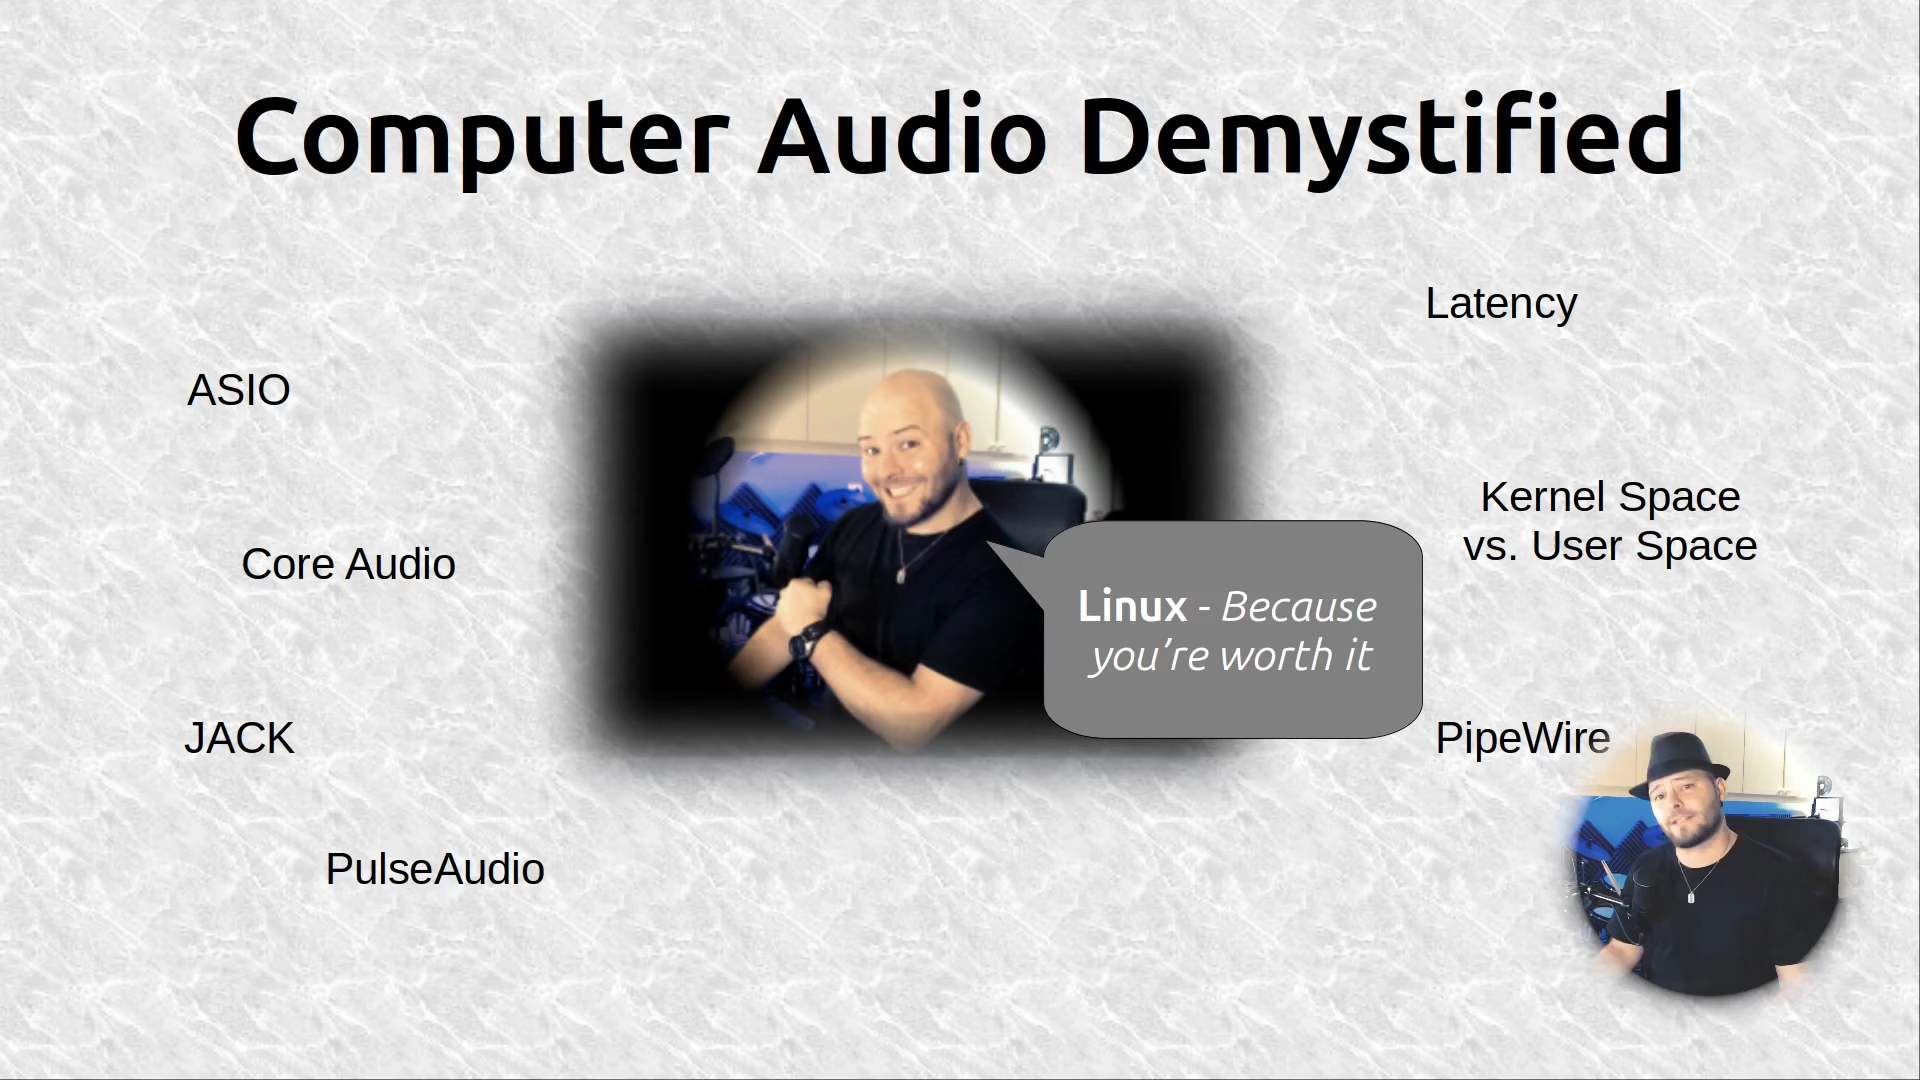 Computer Audio Demystified
Latency
ASIO
Kernel Space
vs. User Space
Core Audio
Linux - Because
you’re worth it
JACK
PipeWire
PulseAudio